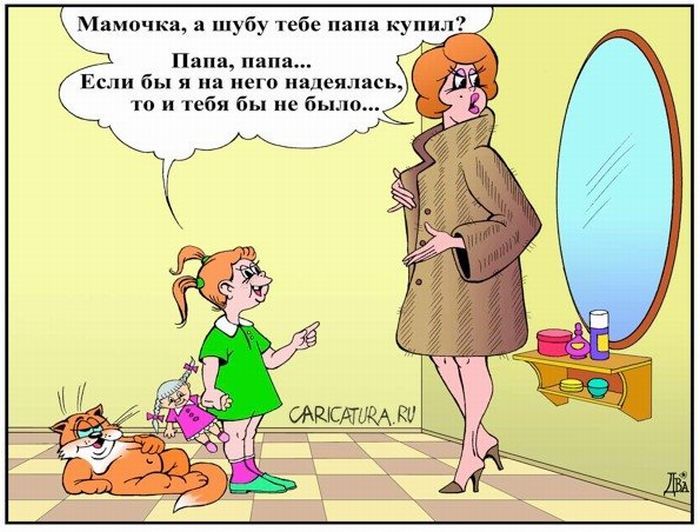 Мамочка, а шубу тебе папа купил?
Папа, папа...
Если бы я на него надеялась,
то и тебя бы не было...
CARICATURA.RU
ДВА